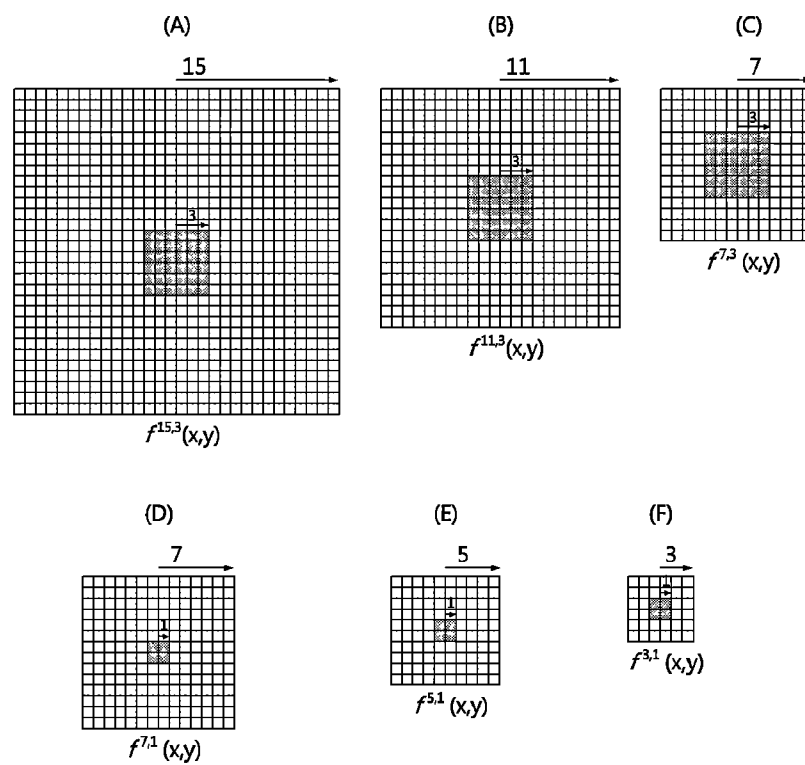 (A) (B) (C)
15 11 7
3
3
3
f7,3 (x,y)
f11,3(x,y)
f15,3(x,y)
(D) (E) (F)
7 5 3
1
1
1
f3,1 (x,y)
f5,1 (x,y)
f7,1 (x,y)